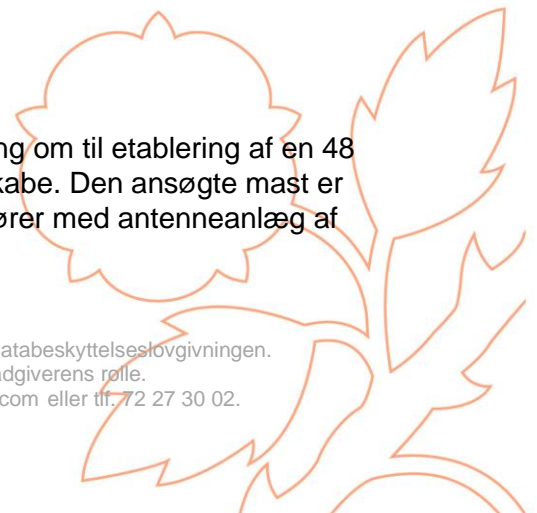 ng om til etablering af en 48
kabe. Den ansøgte mast er
ører med antenneanlæg af
atabeskyttelseslovgivningen.
ådgiverens rolle.
com eller tlf. 72 27 30 02.